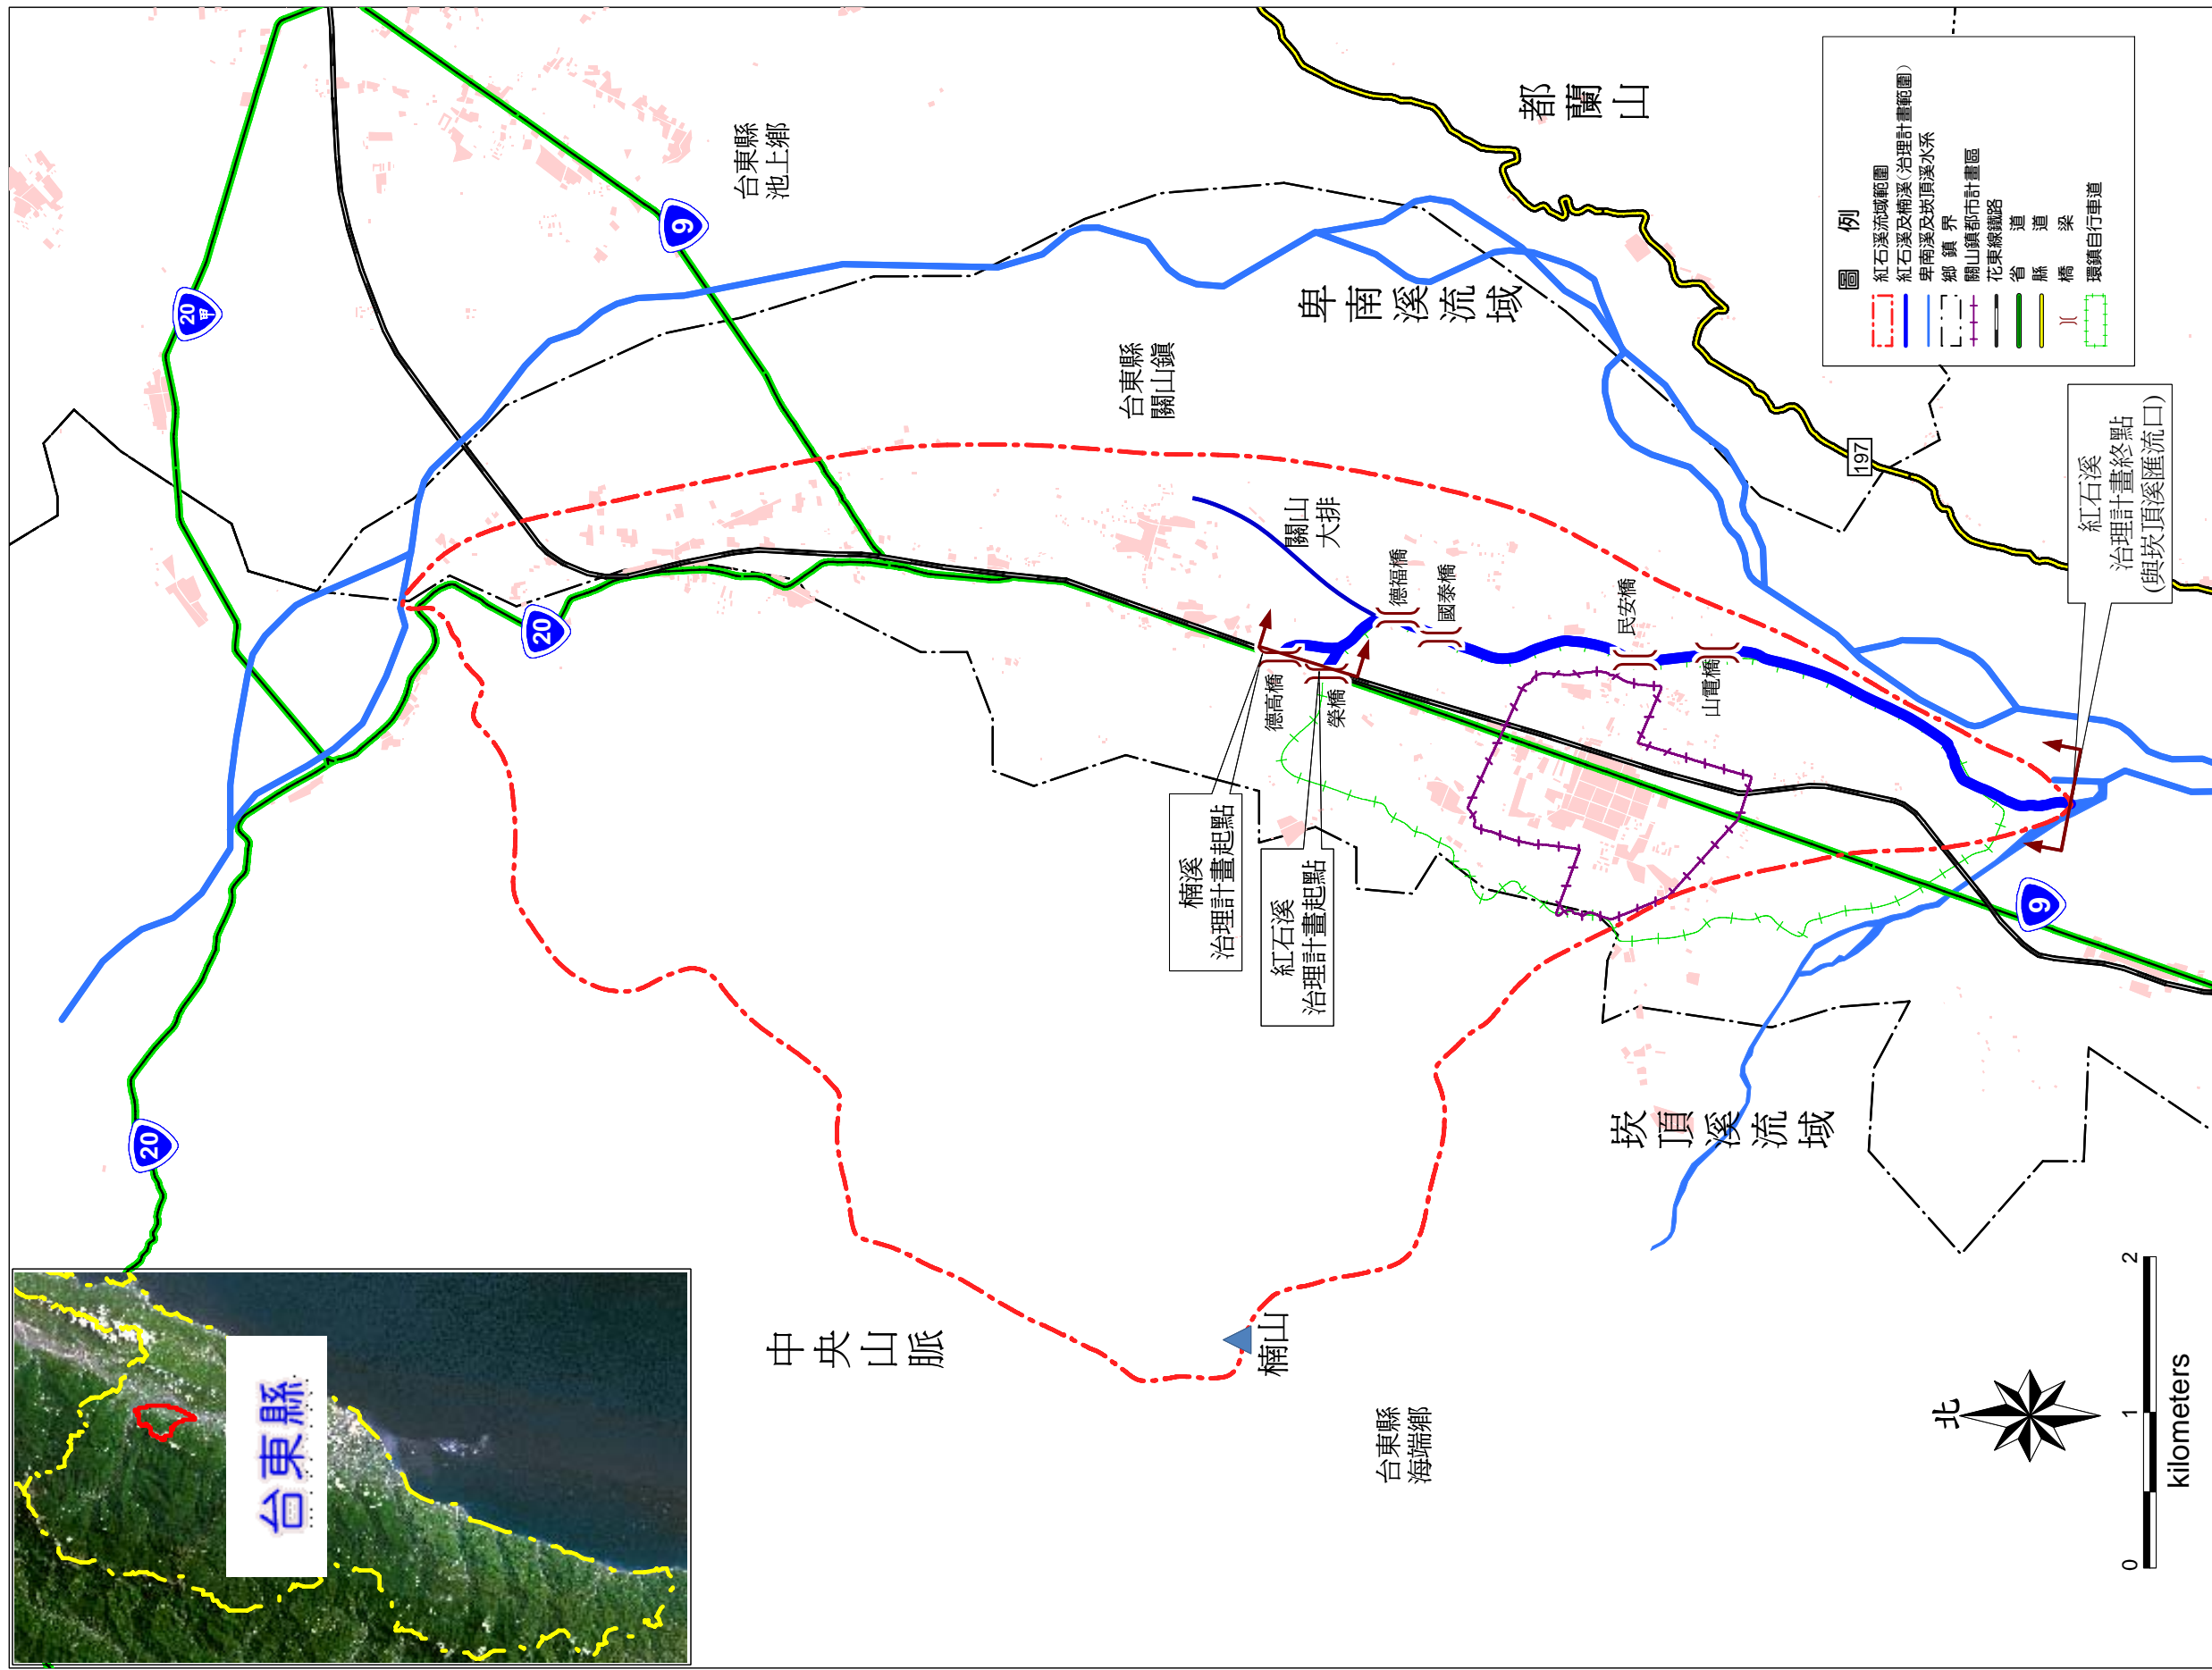 台東縣
20
20甲
9
台東縣
池上鄉
20
都蘭山
卑南溪流域
台東縣
關山鎮
關山
大排
德福橋
國泰橋
民安橋
山電橋
德高橋
榮橋
楠溪
治理計畫起點
紅石溪
治理計畫起點
紅石溪
治理計畫終點
(與崁頂溪匯流口)
197
9
崁頂溪流域
中央山脈
楠山
台東縣
海端鄉
北
0 1 2
kilometers
圖例
紅石溪流域範圍
紅石溪及楠溪(治理計畫範圍)
卑南溪及崁頂溪水系
鄉鎮界
關山鎮都市計畫區
花東線鐵路
省道
縣道
橋梁
環鎮自行車道